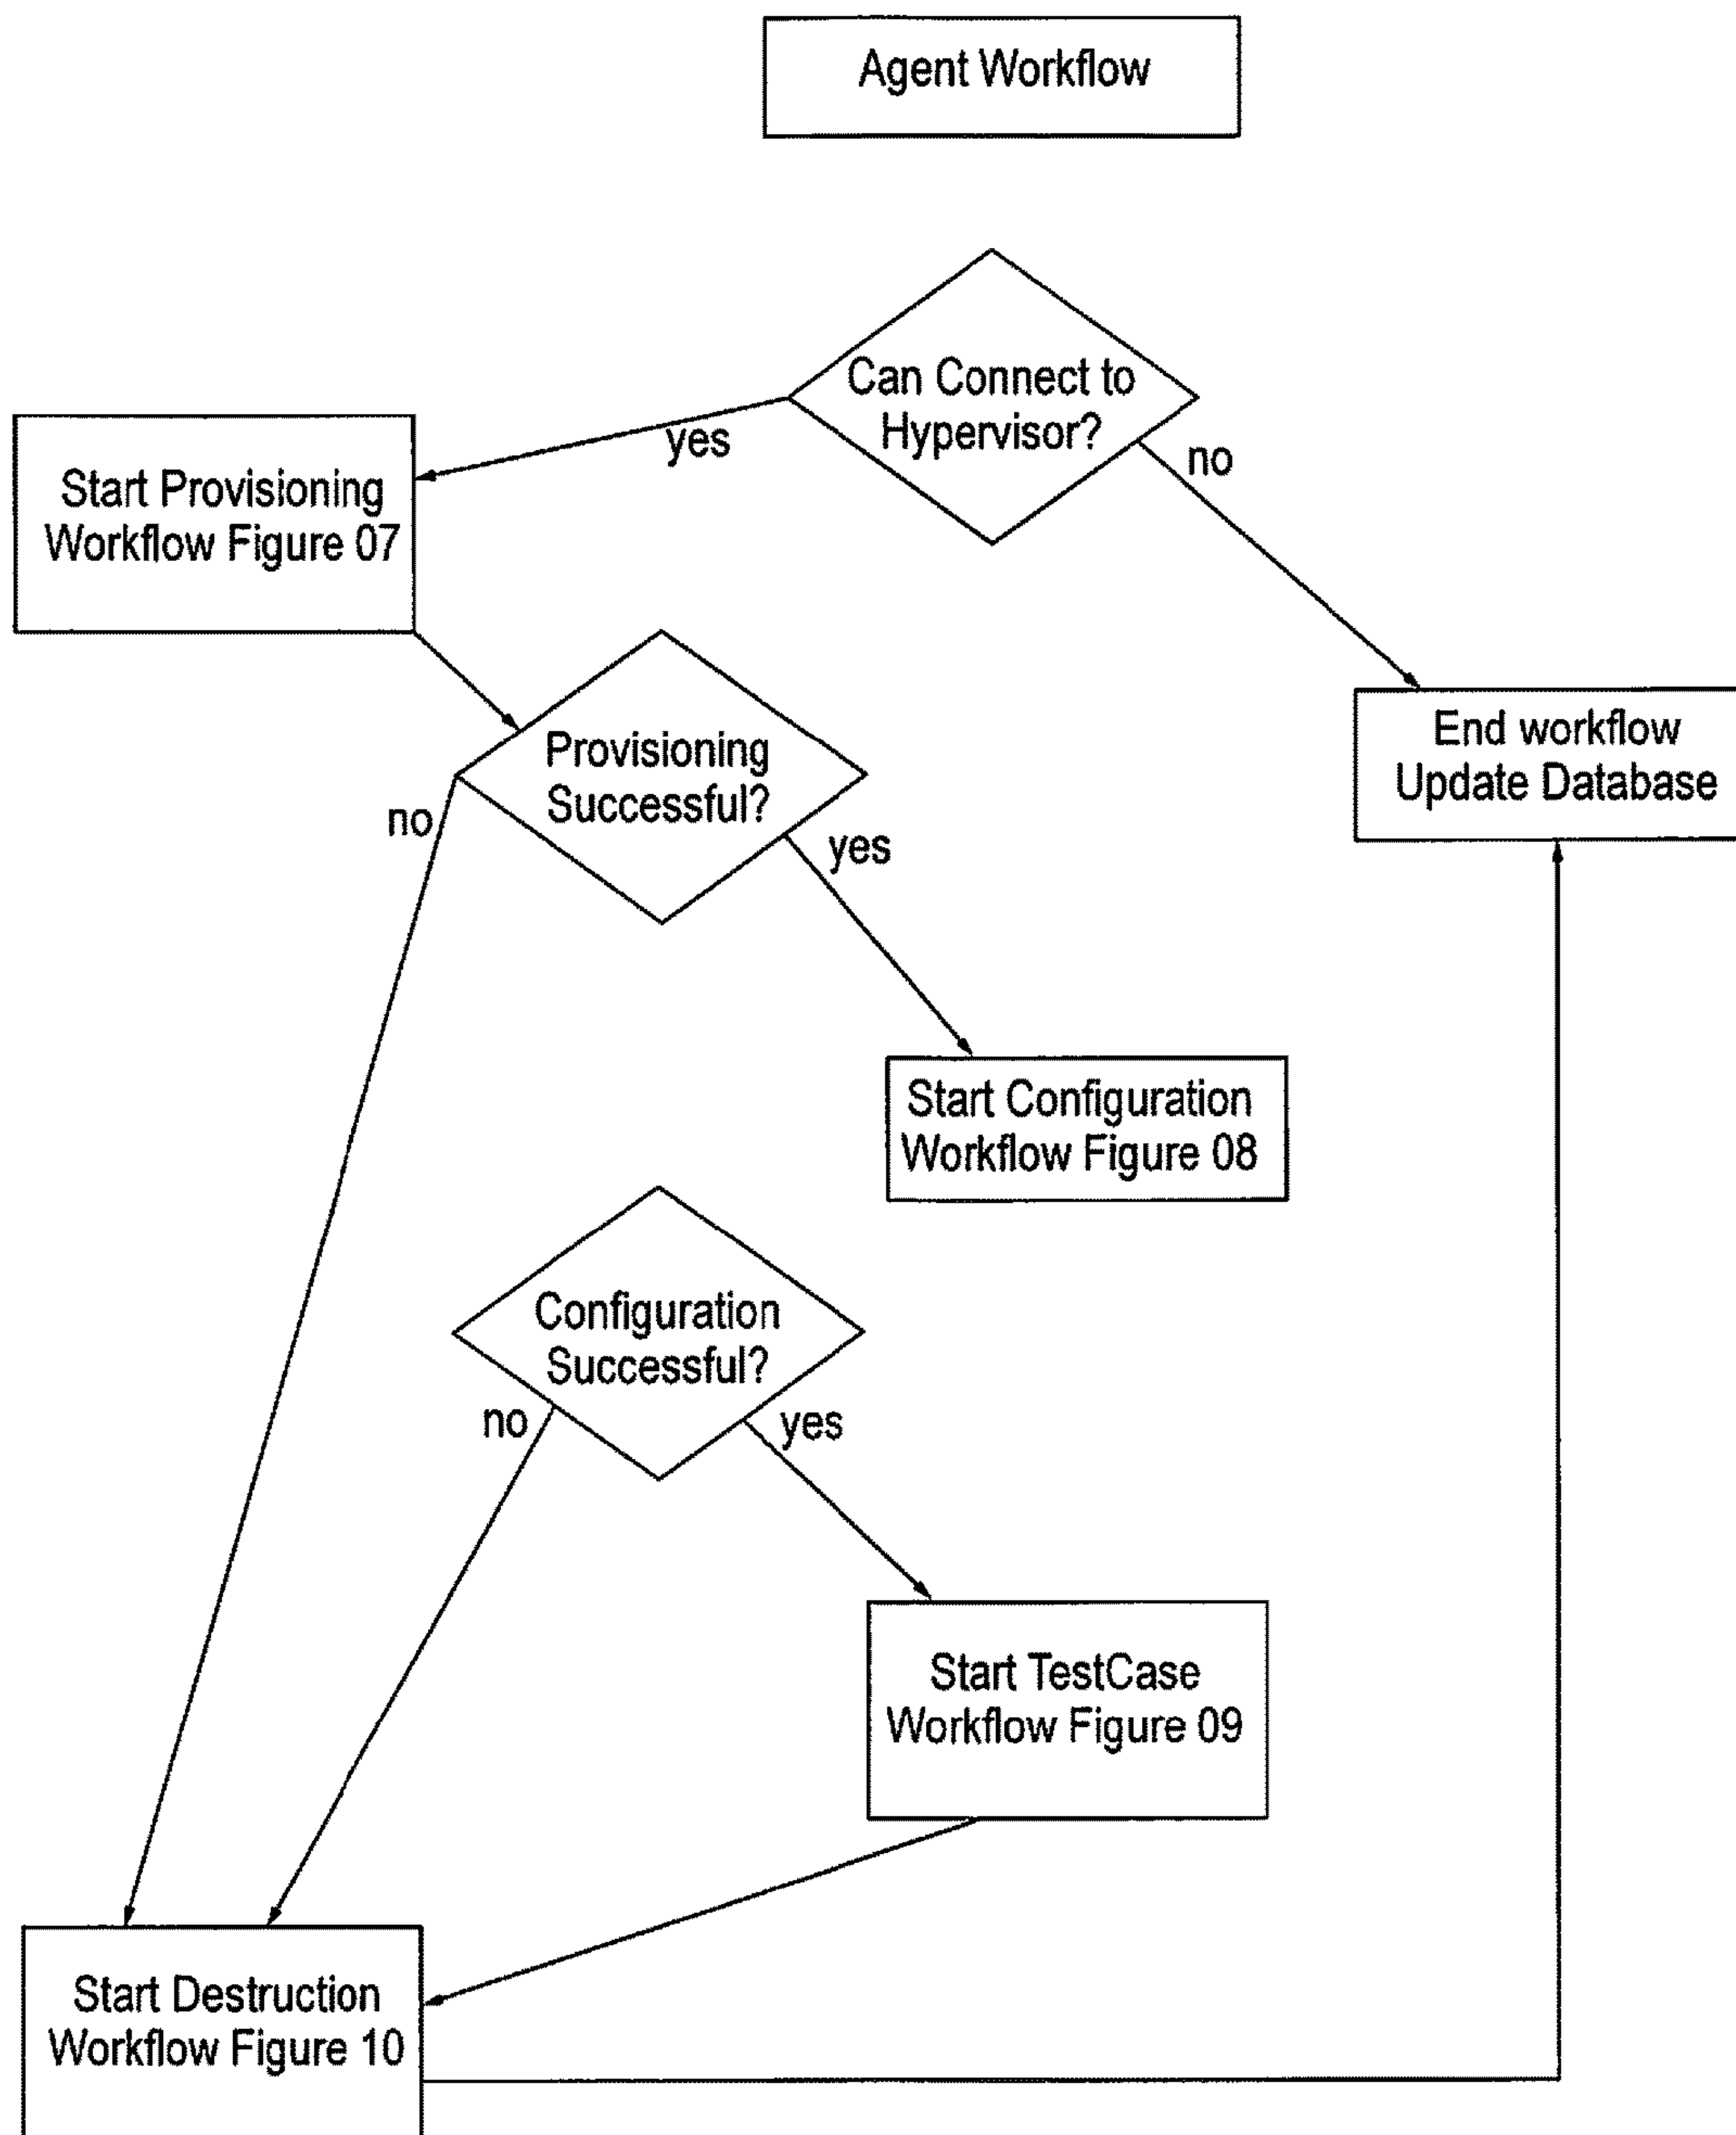 Agent Workflow
Can Connect to
Hypervisor?
yes
no
Start Provisioning
Workflow Figure 07
Provisioning
Successful?
no
yes
End workflow
Update Database
Start Configuration
Workflow Figure 08
Configuration
Successful?
no
yes
Start TestCase
Workflow Figure 09
Start Destruction
Workflow Figure 10